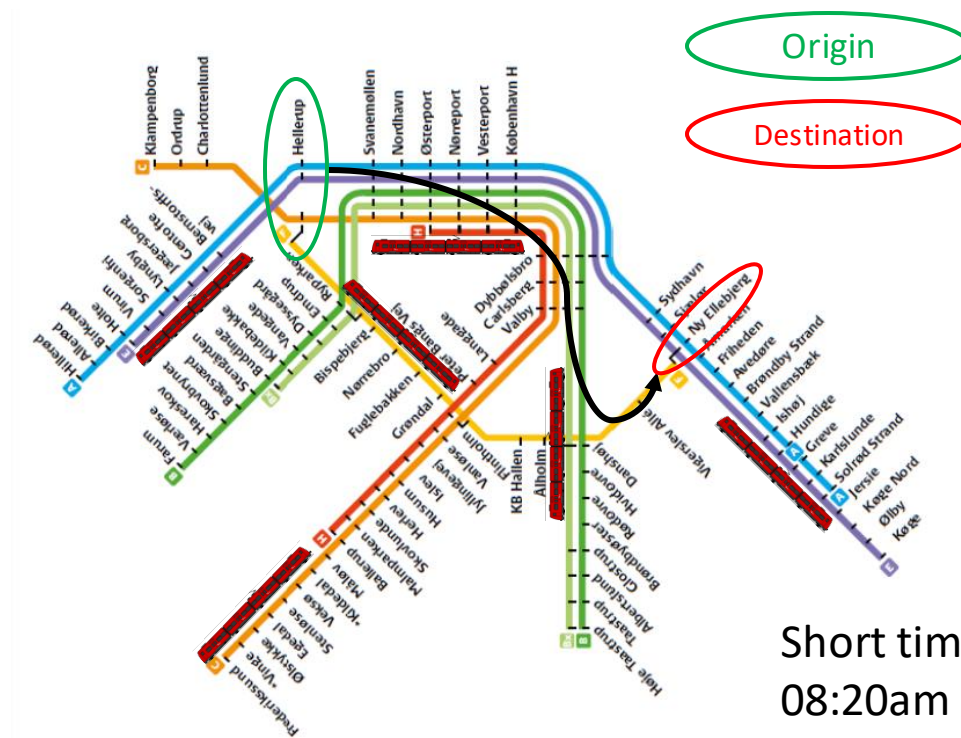 Origin
Destination
Klampenborg
Ordrup
Charlottenlund
Hellerup
Svanemøllen
Nordhavn
Østerport
Nørreport
Vesterport
København H
C
Bernstorffs-
vej
Gentofte
Jægersborg
Lyngby
Sorgenfri
Virum
Holte
Birkerød
Allerød
Hillerød
A
E
F
H
Ryparken
Emdrup
Dyssegård
Vangede
Kildebakke
Buddinge
Stengården
Bagsværd
Skovbrynet
Hareskov
Værløse
Farum
B
Bx
Bispebjerg
Nørrebro
Fuglebakken
Grøndal
Flintholm
KB Hallen
Ålholm
Vigerslev Allé
F
Dybbølsbro
Carlsberg
Valby
Langgade
Peter Bangs Vej
Vanløse
Jyllingevej
Islev
Husum
Herlev
Skovlunde
Malmparken
Ballerup
Måløv
*Kildedal
Veksø
Stenløse
Egedal
Ølstykke
*Vinge
Frederikssund
H
C
Danshøj
Hvidovre
Rødovre
Brøndbyøster
Glostrup
Albertslund
Taastrup
Høje Taastrup
Bx
B
Sydhavn
Sjælør
Ny Ellebjerg
Åmarken
Friheden
Avedøre
Brøndby Strand
Vallensbæk
Ishøj
Hundige
Greve
Karlslunde
Solrød Strand
Jersie
Køge Nord
Ølby
Køge
A
A
E
Short tim
08:20am